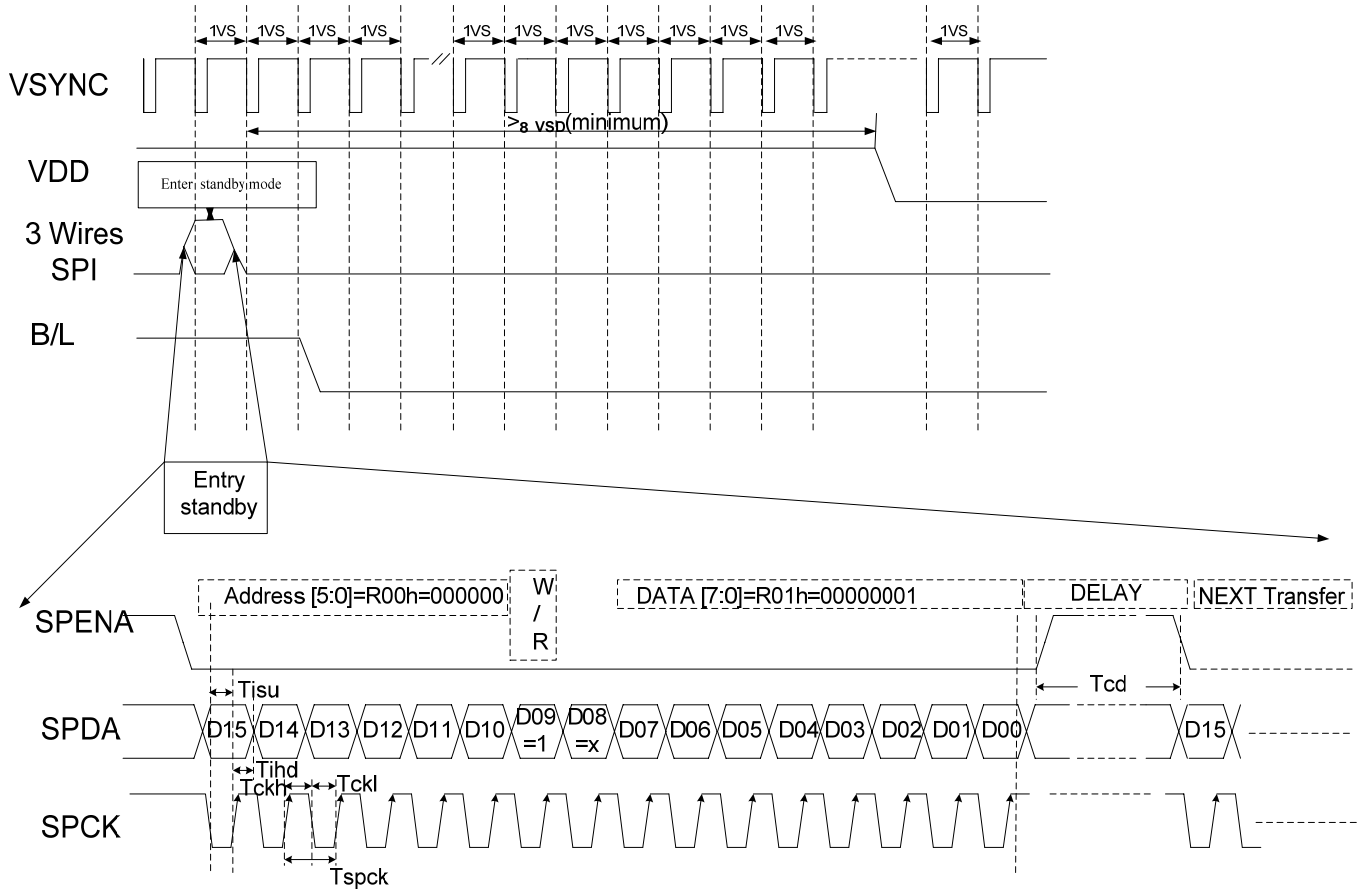 1VS 1VS 1VS 1VS 1VS 1VS 1VS 1VS 1VS 1VS 1VS 1VS
VSYNC
>8 VSD(minimum)
VDD
Enter standby mode
3 Wires
SPI
B/L
Entry
standby
Address [5:0]=R00h=000000
W
/
R
DATA [7:0]=R01h=00000001
DELAY
NEXT Transfer
SPENA
Tisu
Tcd
SPDA
D15 D14 D13 D12 D11 D10 D09 =1 D08 =x D07 D06 D05 D04 D03 D02 D01 D00 D15
Tihd
Tckh Tckl
SPCK
Tspck